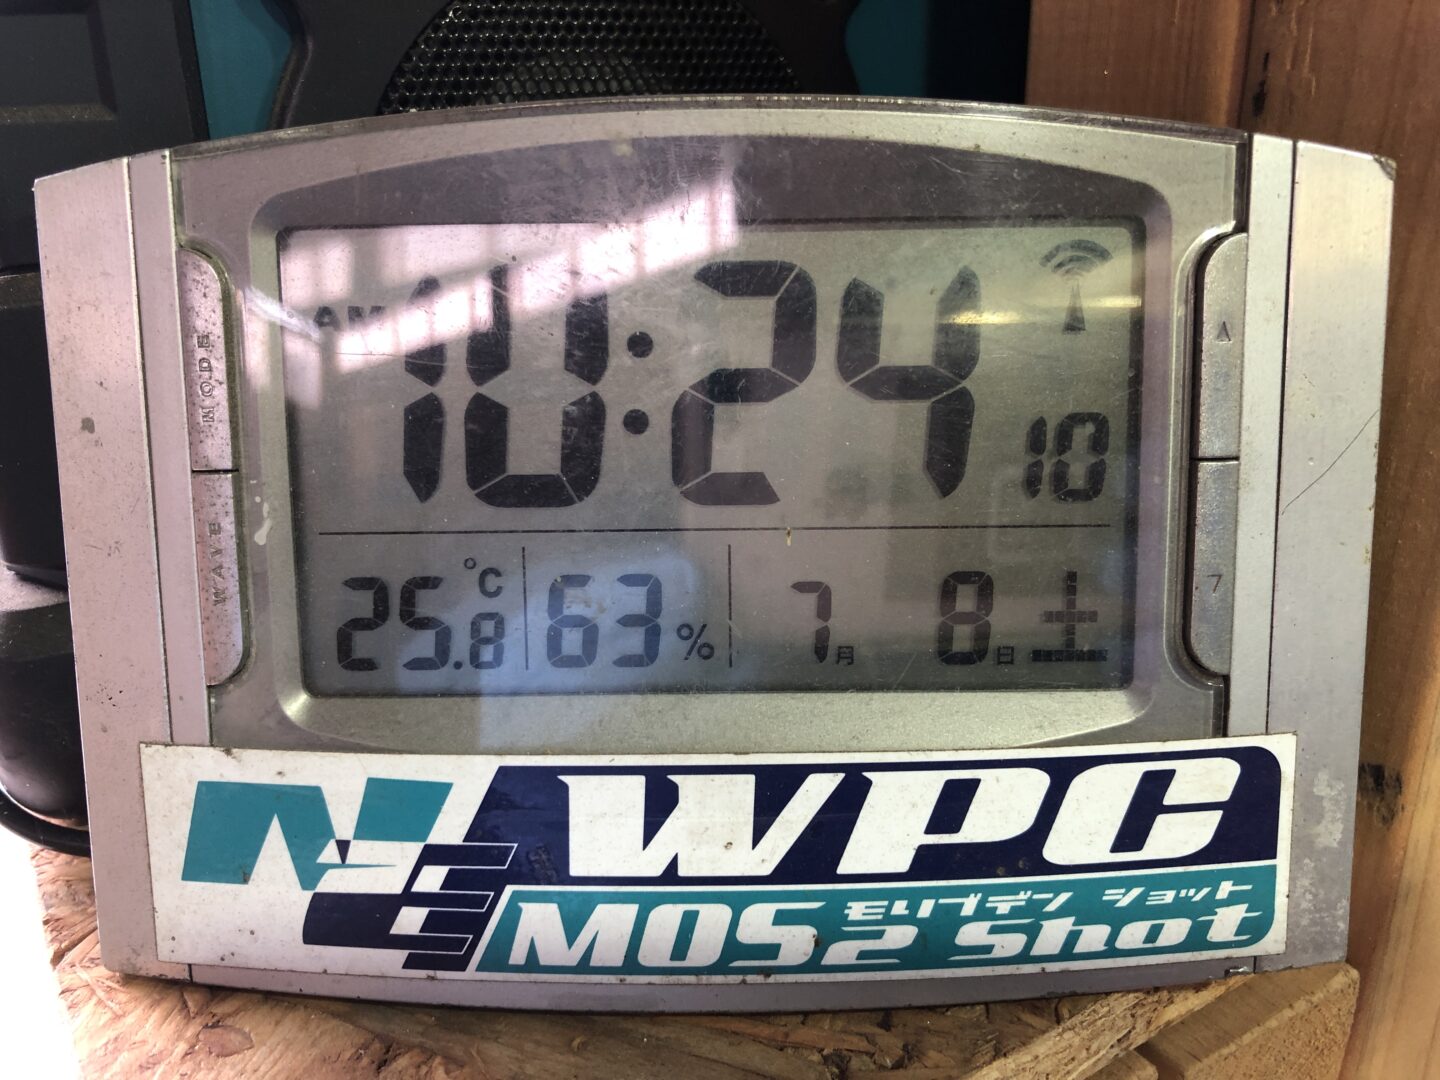 AM 10:24 10
25.8 °C 63 % 7月 8日 土
MODE
WAVE
NE WPC
モリブデン ショット
MOS2 Shot